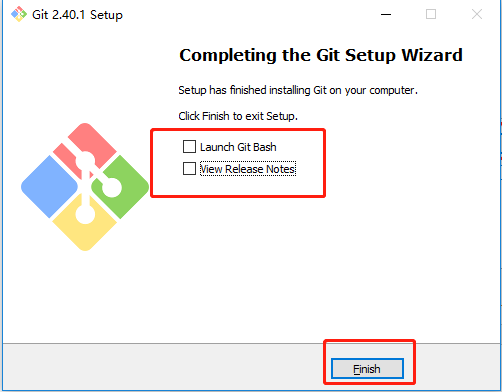 Git 2.40.1 Setup
Completing the Git Setup Wizard
Setup has finished installing Git on your computer.
Click Finish to exit Setup.
Launch Git Bash
View Release Notes
Finish